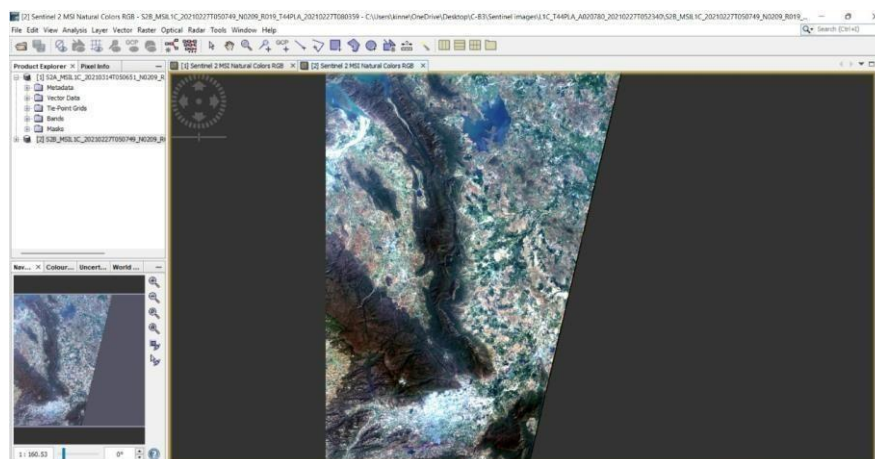 [2] Sentinel 2 MSI Natural Colors RGB - S2B_MSIL1C_20210227T050749_N0209_R019_T44PLA_20210227T080359 - C:\Users\kinne\OneDrive\Desktop\C-B3\Sentinel images\L1C_T44PLA_A020780_20210227T052340\S2B_MSIL1C_20210227T050749_N0209_R019_...
File Edit View Analysis Layer Vector Raster Optical Radar Tools Window Help
Search (Ctrl+I)
GCP
GCP
Product Explorer Pixel Info
[1] Sentinel 2 MSI Natural Colors RGB [2] Sentinel 2 MSI Natural Colors RGB
[1] S2A_MSIL1C_20210314T050651_N0209_R
Metadata
Vector Data
Tie-Point Grids
Bands
Masks
[2] S2B_MSIL1C_20210227T050749_N0209_R
Nav... Colour... Uncert... World ...
1 : 160.53 0°